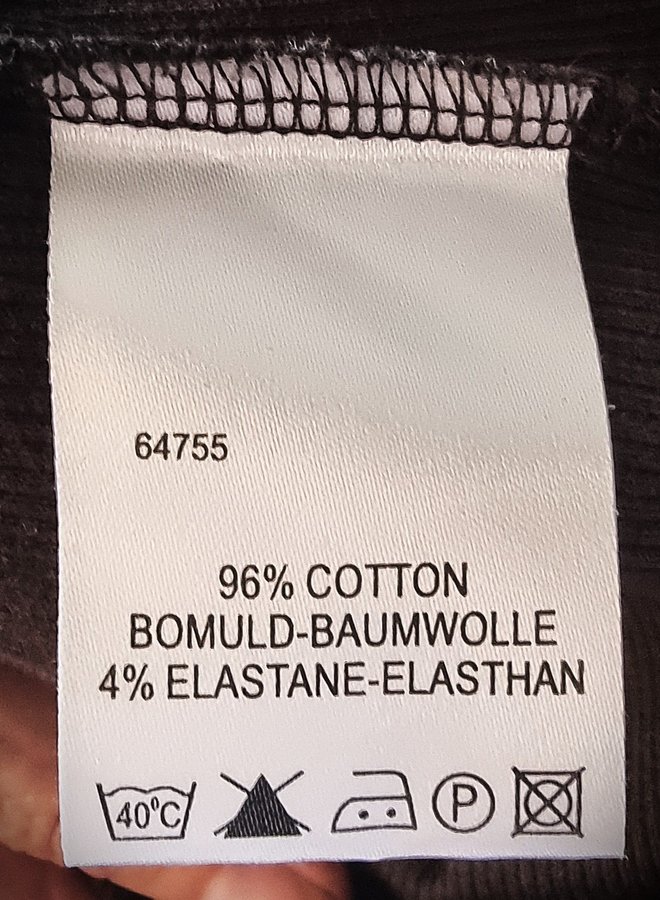 64755
96% COTTON
BOMULD-BAUMWOLLE
4% ELASTANE-ELASTHAN
40°C P